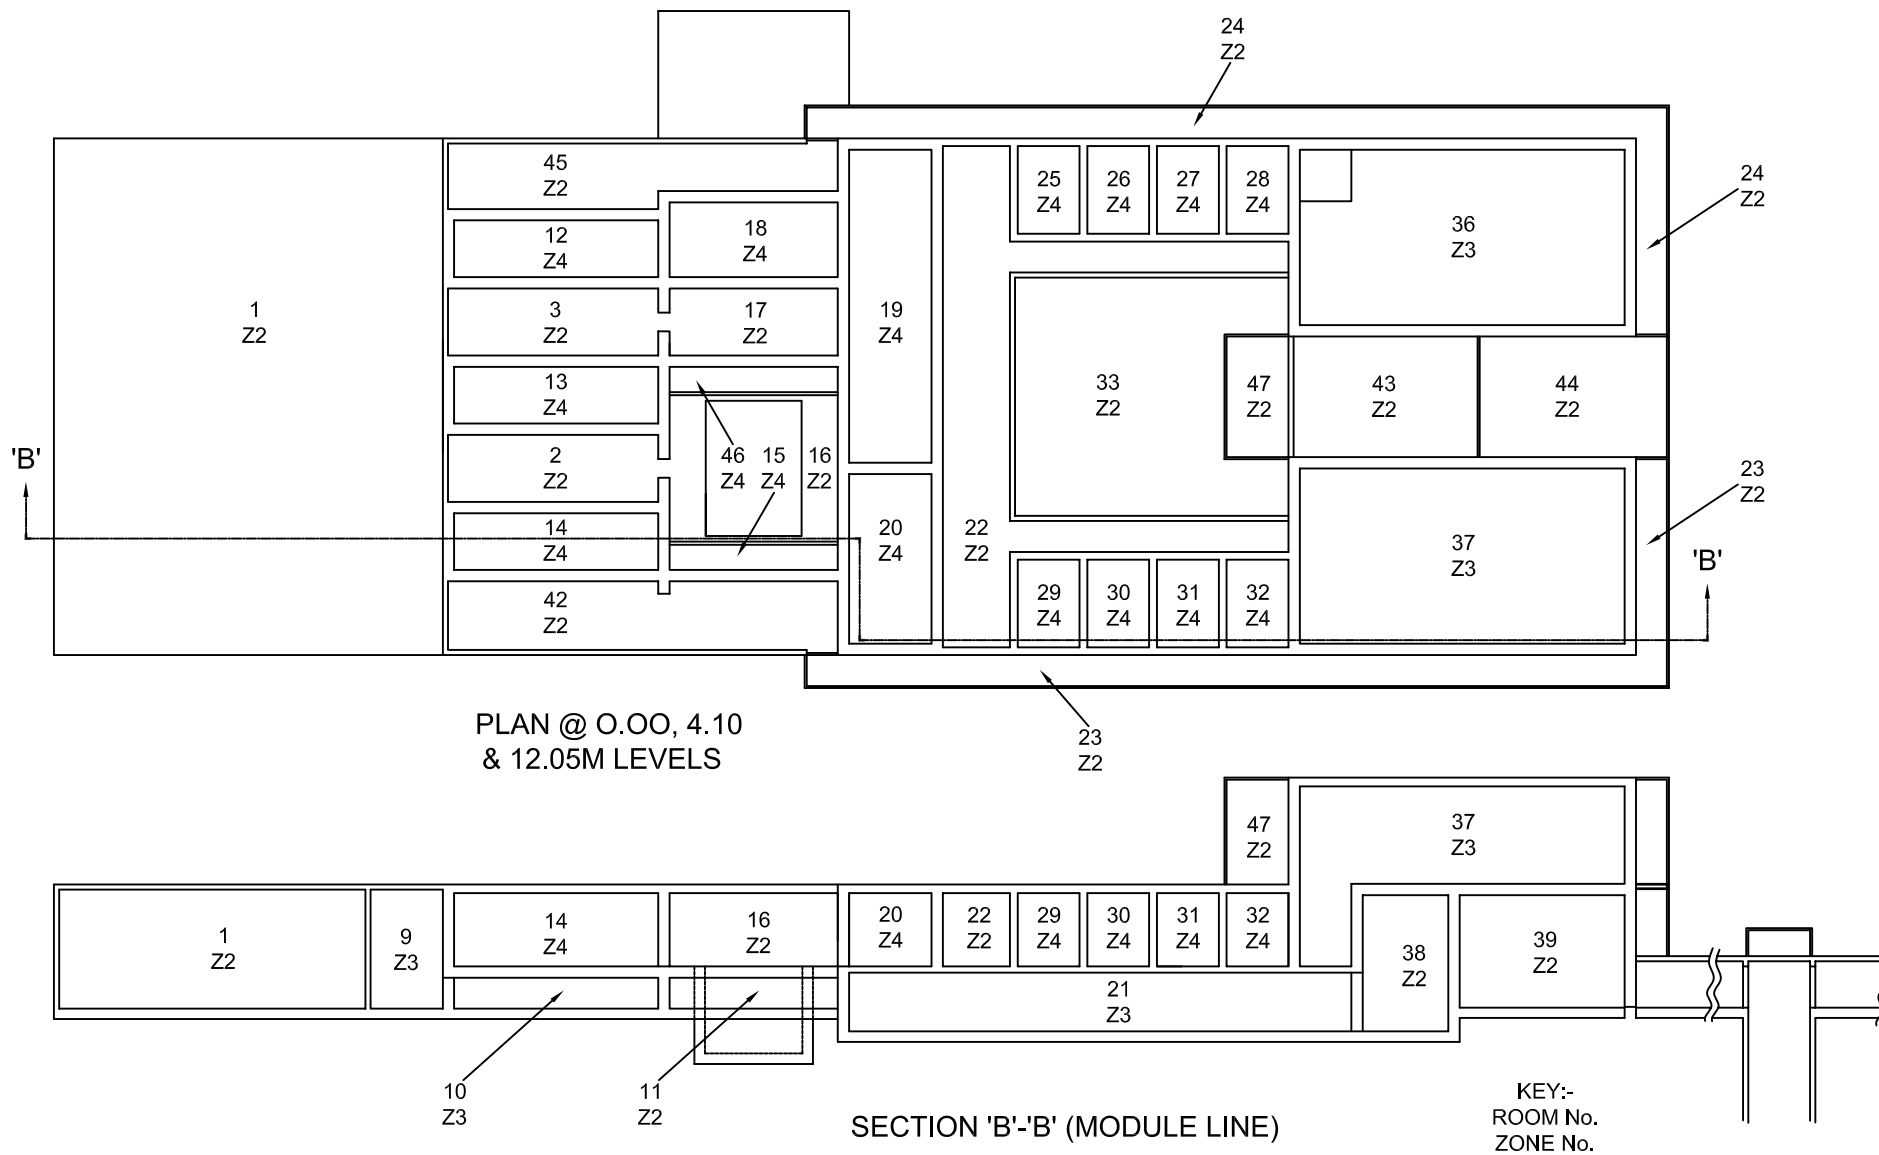 24
Z2
45
Z2
12
Z4
18
Z4
1
Z2
3
Z2
17
Z2
13
Z4
2
Z2
46
Z4
15
Z4
16
Z2
14
Z4
42
Z2
19
Z4
20
Z4
22
Z2
25
Z4
26
Z4
27
Z4
28
Z4
36
Z3
24
Z2
33
Z2
47
Z2
43
Z2
44
Z2
29
Z4
30
Z4
31
Z4
32
Z4
37
Z3
23
Z2
'B'
'B'
23
Z2
PLAN @ O.OO, 4.10
& 12.05M LEVELS
47
Z2
37
Z3
1
Z2
9
Z3
14
Z4
16
Z2
20
Z4
22
Z2
29
Z4
30
Z4
31
Z4
32
Z4
38
Z2
39
Z2
21
Z3
10
Z3
11
Z2
SECTION 'B'-'B' (MODULE LINE)
KEY:-
ROOM No.
ZONE No.